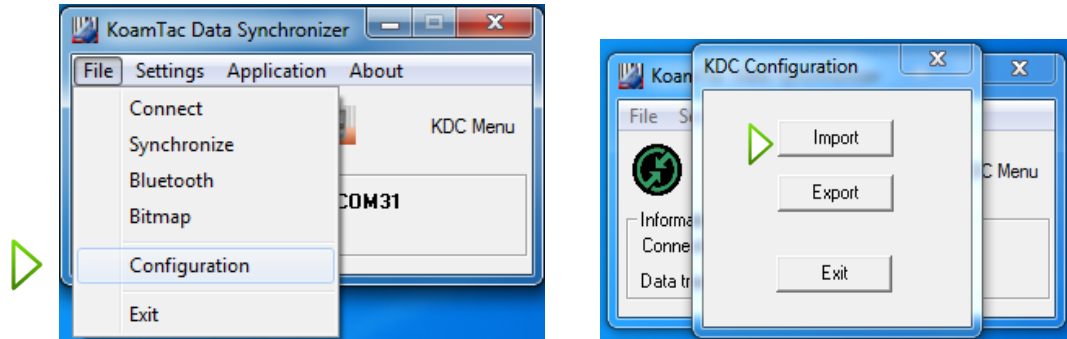 KoamTac Data Synchronizer
File Settings Application About
Connect
Synchronize
Bluetooth
Bitmap
Configuration
Exit
KDC Menu
COM31
KDC Configuration
Import
Export
Exit
Koam
File
C Menu
Informa
Conne
Data tr